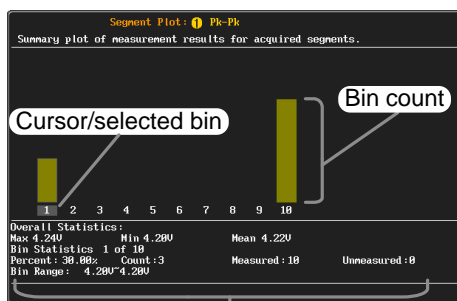 Segment Plot: 1 Pk-Pk
Summary plot of measurement results for acquired segments.
Bin count
Cursor/selected bin
1 2 3 4 5 6 7 8 9 10
Overall Statistics:
Max 4.24V Min 4.20V Mean 4.22V
Bin Statistics 1 of 10
Percent: 30.00% Count:3 Measured:10 Unmeasured:0
Bin Range: 4.20V~4.20V